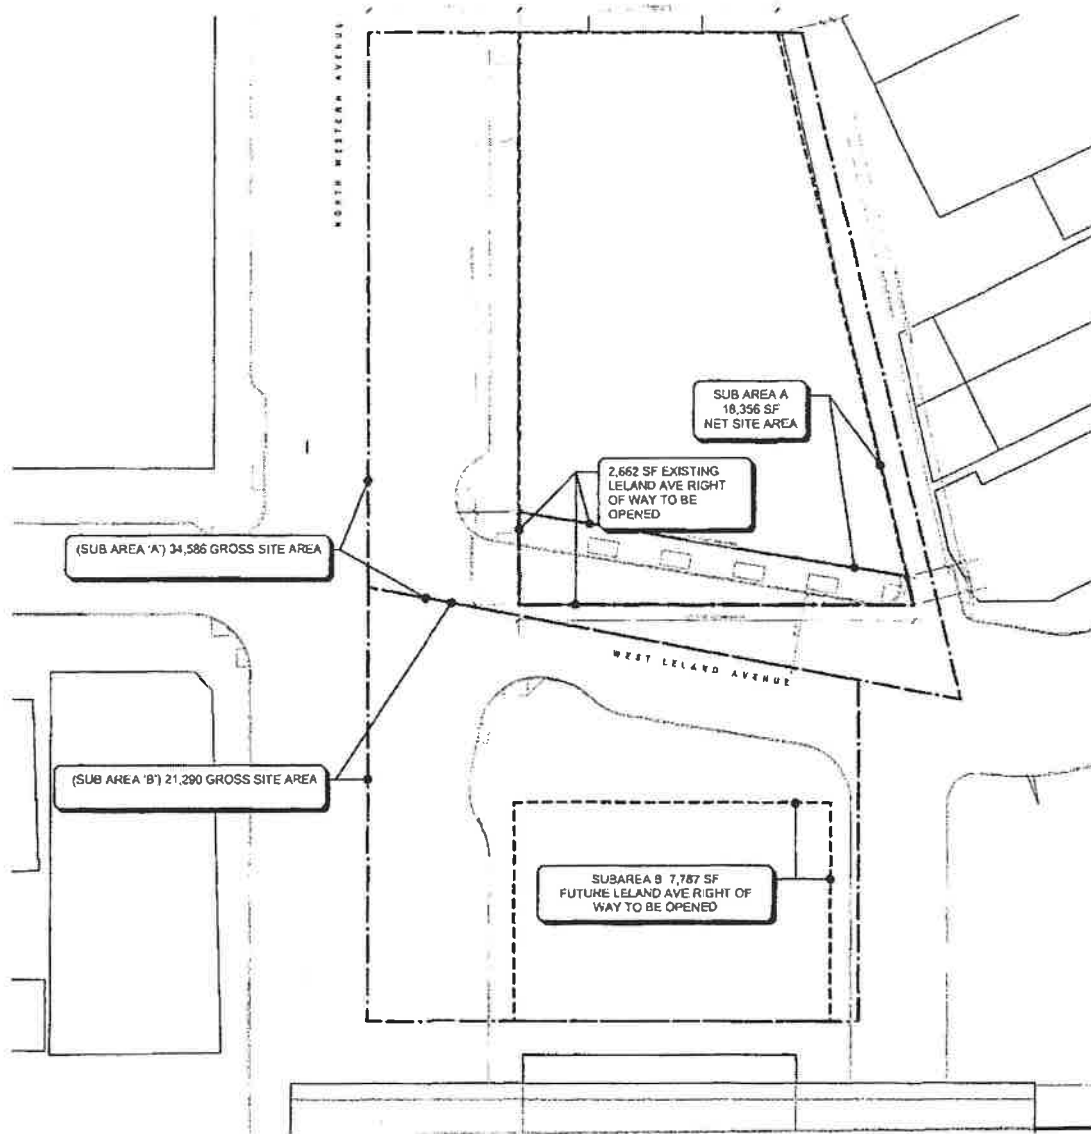 NORTH WESTERN AVENUE
SUB AREA A
18,356 SF
NET SITE AREA
2,662 SF EXISTING
LELAND AVE RIGHT
OF WAY TO BE
OPENED
(SUB AREA 'A') 34,586 GROSS SITE AREA
WEST LELAND AVENUE
(SUB AREA 'B') 21,290 GROSS SITE AREA
SUBAREA B 7,787 SF
FUTURE LELAND AVE RIGHT OF
WAY TO BE OPENED